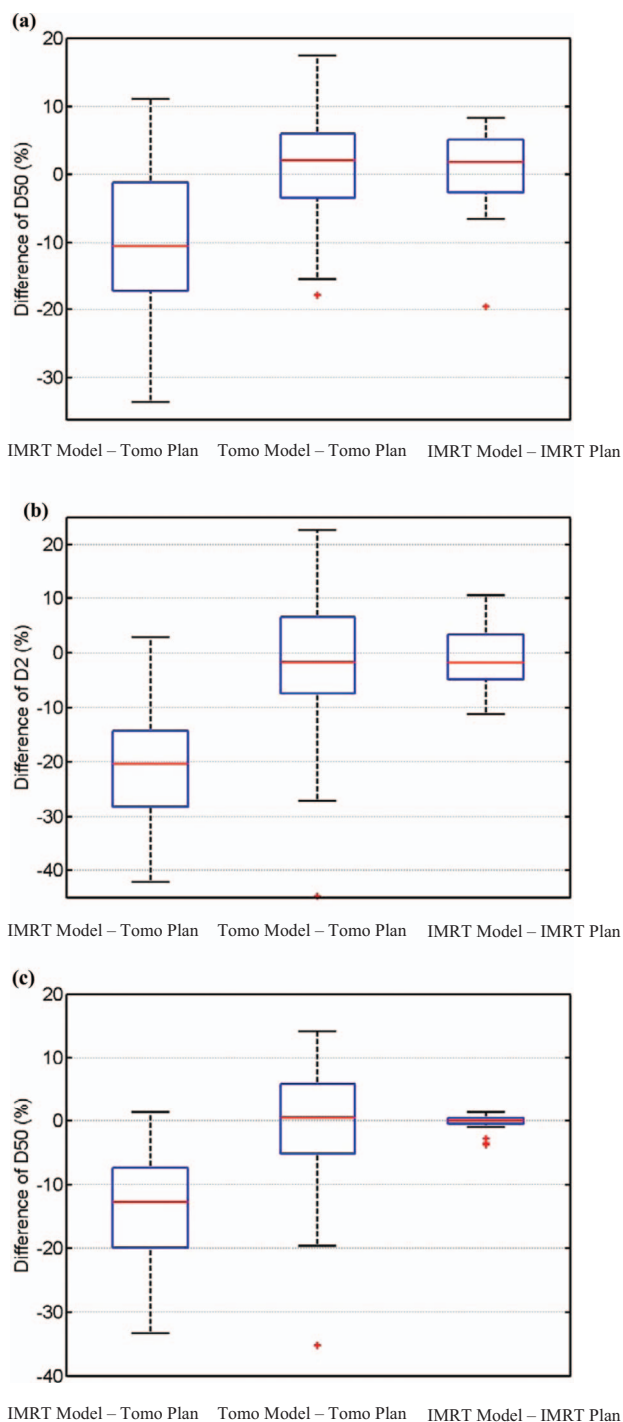 (a)
Difference of D50 (%)
20
10
0
-10
-20
-30
IMRT Model – Tomo Plan Tomo Model – Tomo Plan IMRT Model – IMRT Plan
(b)
Difference of D2 (%)
20
10
0
-10
-20
-30
-40
IMRT Model – Tomo Plan Tomo Model – Tomo Plan IMRT Model – IMRT Plan
(c)
Difference of D50 (%)
20
10
0
-10
-20
-30
-40
IMRT Model – Tomo Plan Tomo Model – Tomo Plan IMRT Model – IMRT Plan